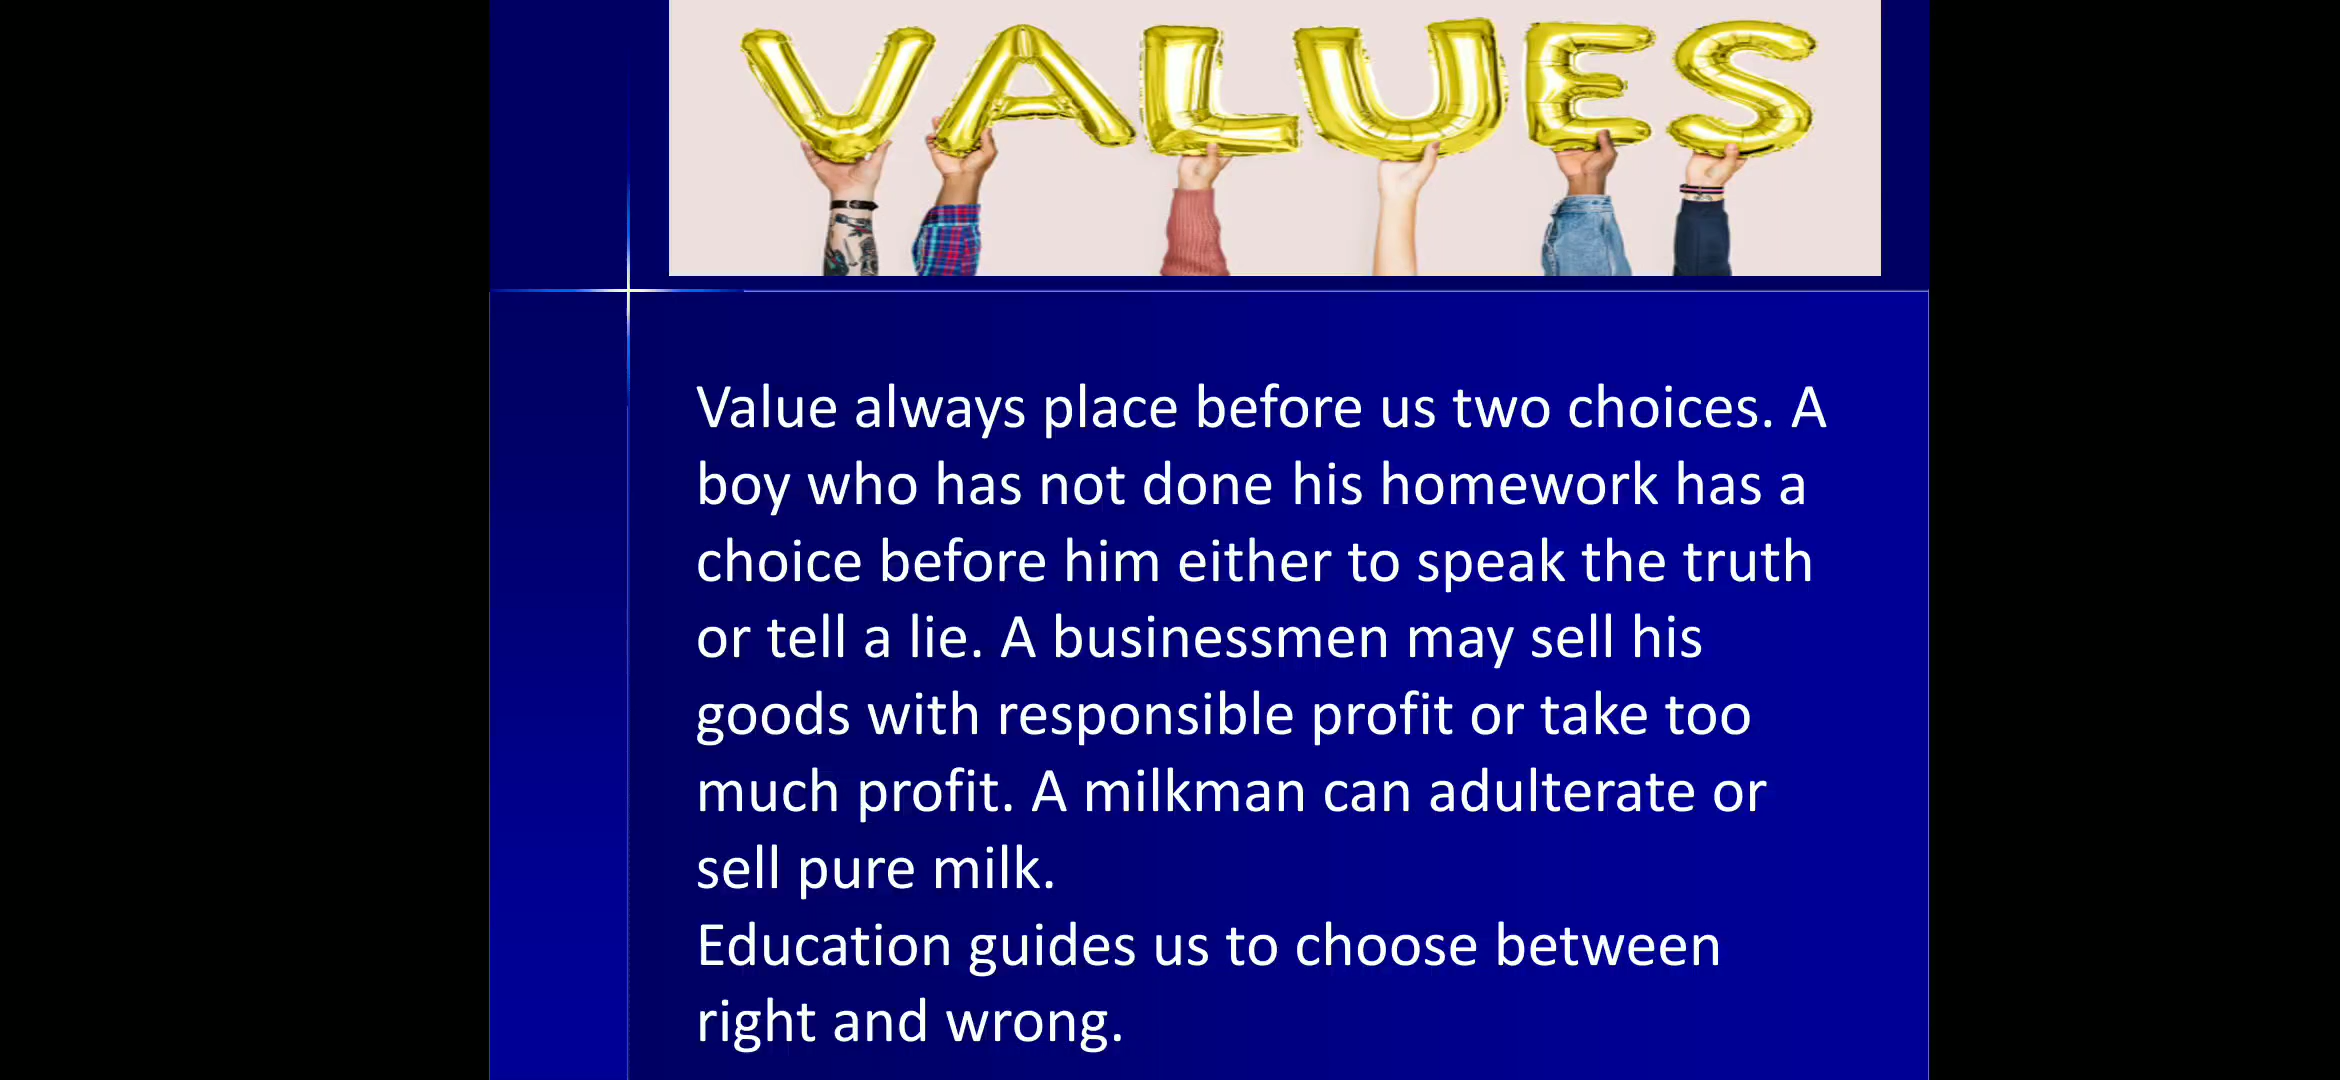 VALUES
Value always place before us two choices. A
boy who has not done his homework has a
choice before him either to speak the truth
or tell a lie. A businessmen may sell his
goods with responsible profit or take too
much profit. A milkman can adulterate or
sell pure milk.
Education guides us to choose between
right and wrong.